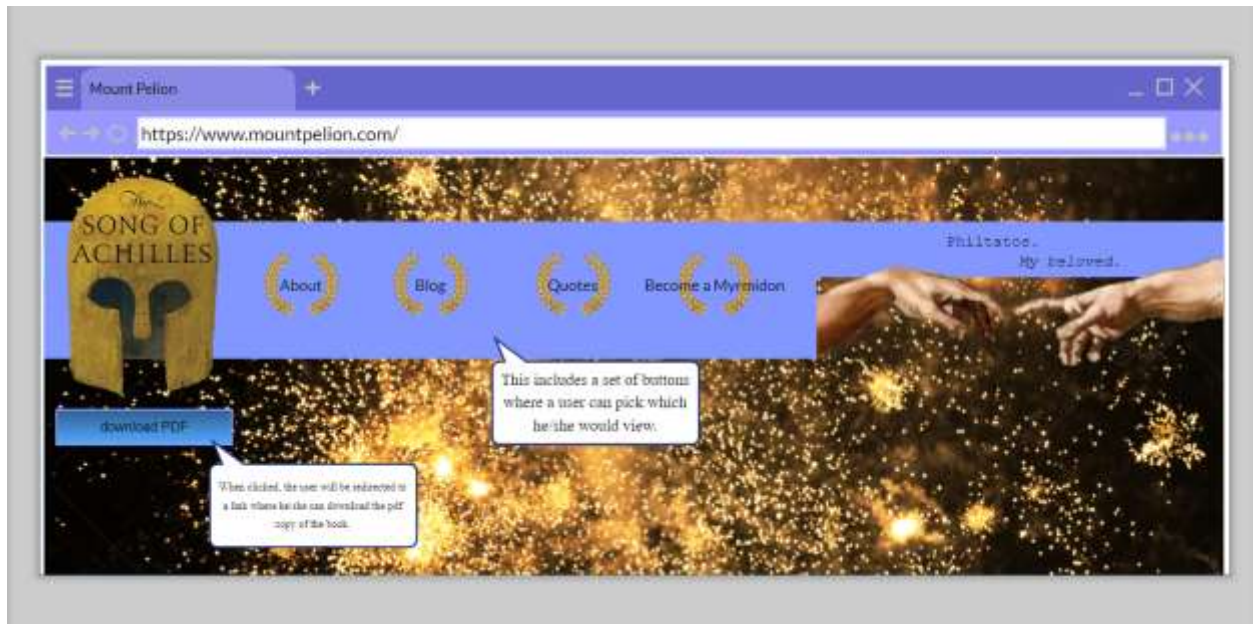 Mount Pelion
https://www.mountpelion.com/
The
SONG OF
ACHILLES
About
Blog
Quotes
Become a Myrmidon
Philtatos.
My beloved.
This includes a set of buttons
where a user can pick which
he/she would view.
download PDF
When clicked, the user will be redirected to
a link where he/she can download the pdf
copy of the book.